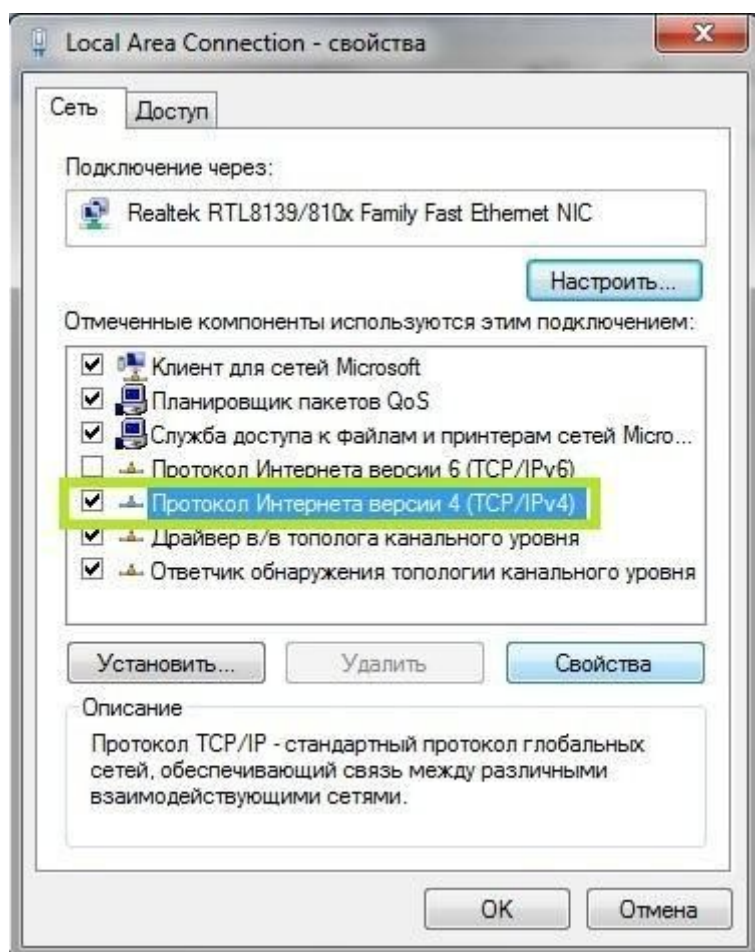 Local Area Connection - свойства
Сеть
Доступ
Подключение через:
Realtek RTL8139/810x Family Fast Ethernet NIC
Настроить...
Отмеченные компоненты используются этим подключением:
Клиент для сетей Microsoft
Планировщик пакетов QoS
Служба доступа к файлам и принтерам сетей Micro...
Протокол Интернета версии 6 (TCP/IPv6)
Протокол Интернета версии 4 (TCP/IPv4)
Драйвер в/в тополога канального уровня
Ответчик обнаружения топологии канального уровня
Установить...
Удалить
Свойства
Описание
Протокол TCP/IP - стандартный протокол глобальных
сетей, обеспечивающий связь между различными
взаимодействующими сетями.
OK
Отмена